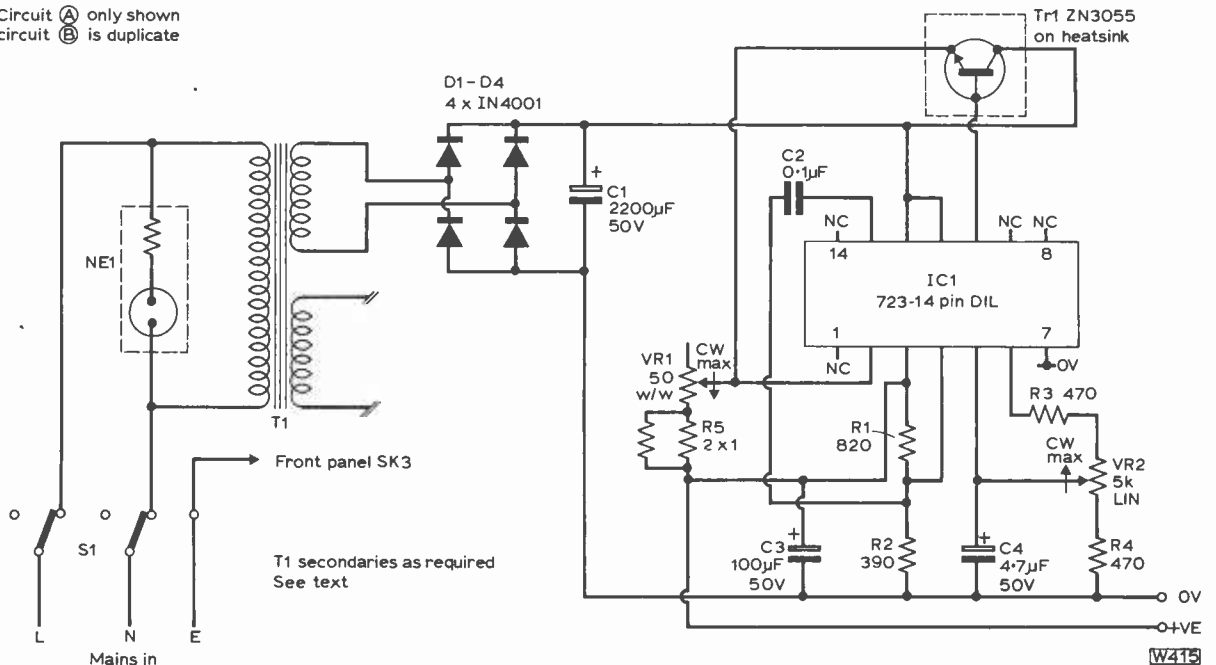 Circuit Ⓐ only shown
circuit Ⓑ is duplicate
Tr1 ZN3055
on heatsink
D1-D4
4 x IN4001
C2
0·1µF
+
C1
2200µF
50V
NC
14
NC
NC
8
NE1
IC1
723-14 pin DIL
1
7
NC
0V
VR1
50
w/w
CW
max
R3 470
T1
R5
2 x 1
R1
820
CW
max
VR2
5k
LIN
Front panel SK3
S1
T1 secondaries as required
See text
+
C3
100µF
50V
R2
390
+
C4
4·7µF
50V
R4
470
0V
+VE
L
N
E
Mains in
W415